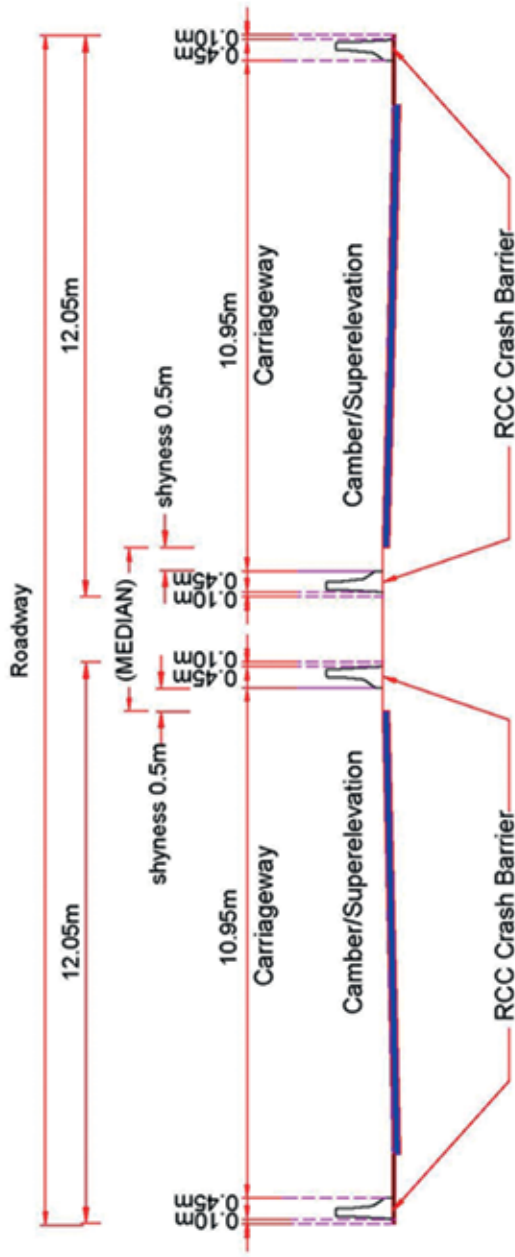 Roadway
12.05m
12.05m
(MEDIAN)
shyness 0.5m
shyness 0.5m
0.10m
0.45m
10.95m
Carriageway
0.45m
0.10m
0.10m
0.45m
10.95m
Carriageway
0.45m
0.10m
Camber/Superelevation
Camber/Superelevation
RCC Crash Barrier
RCC Crash Barrier